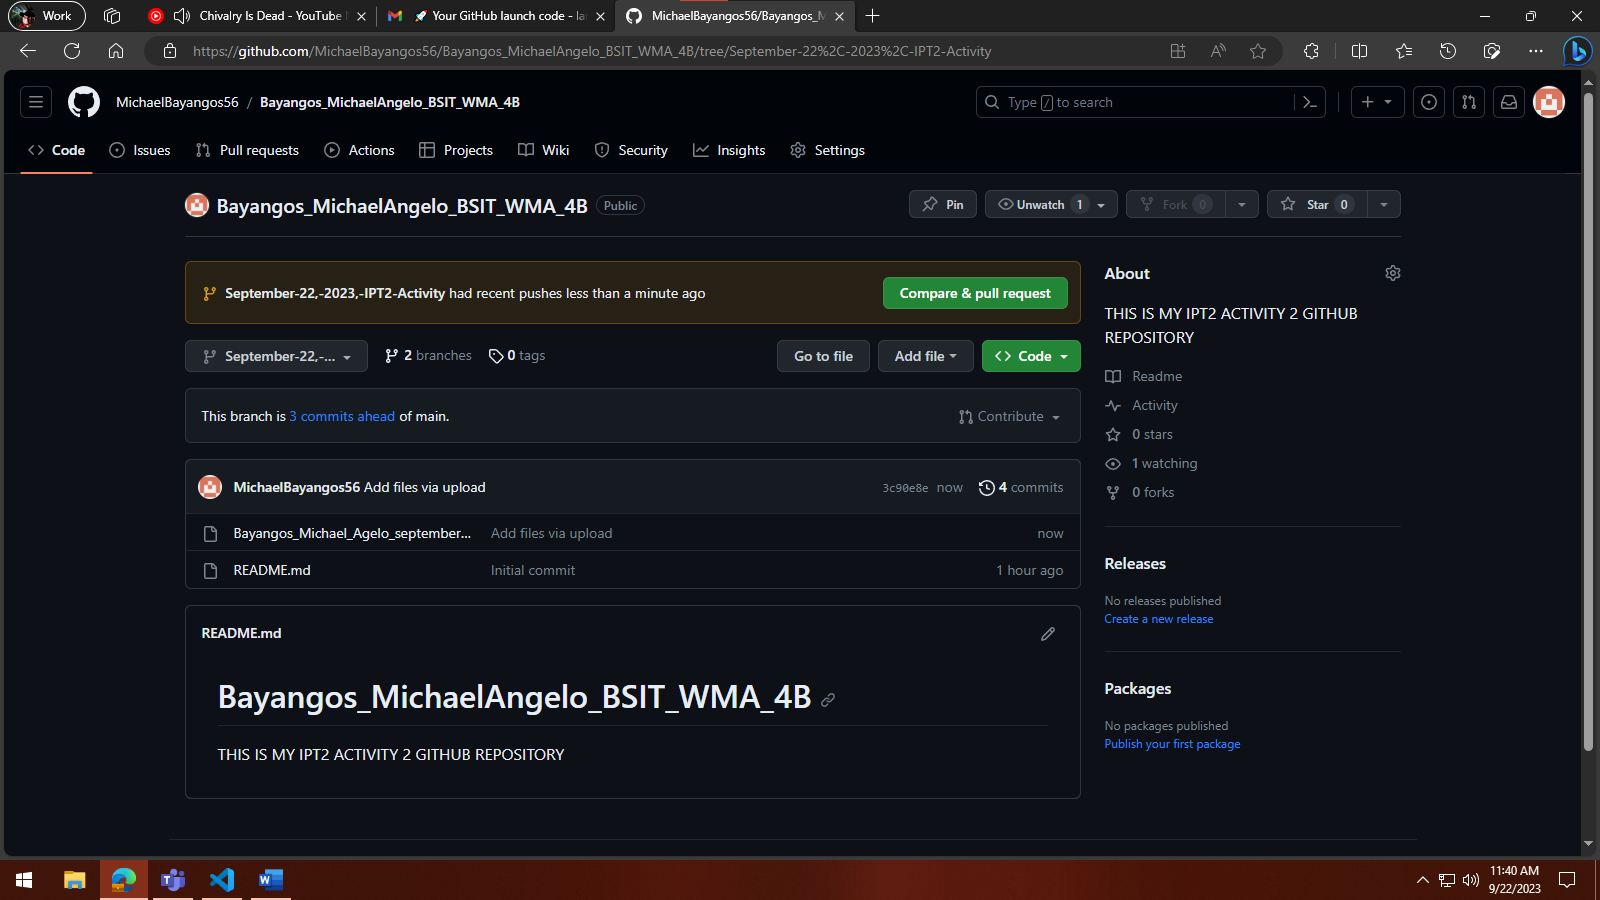 Work
Chivalry Is Dead - YouTube
🚀 Your GitHub launch code - la
MichaelBayangos56/Bayangos_M
https://github.com/MichaelBayangos56/Bayangos_MichaelAngelo_BSIT_WMA_4B/tree/September-22%2C-2023%2C-IPT2-Activity
MichaelBayangos56 / Bayangos_MichaelAngelo_BSIT_WMA_4B
Type / to search
Code
Issues
Pull requests
Actions
Projects
Wiki
Security
Insights
Settings
Bayangos_MichaelAngelo_BSIT_WMA_4B Public
Pin
Unwatch 1
Fork 0
Star 0
September-22,-2023,-IPT2-Activity had recent pushes less than a minute ago
Compare & pull request
September-22,-...
2 branches
0 tags
Go to file
Add file
Code
This branch is 3 commits ahead of main.
Contribute
MichaelBayangos56 Add files via upload
3c90e8e now
4 commits
Bayangos_Michael_Agelo_september... Add files via upload now
README.md Initial commit 1 hour ago
README.md
Bayangos_MichaelAngelo_BSIT_WMA_4B
THIS IS MY IPT2 ACTIVITY 2 GITHUB REPOSITORY
About
THIS IS MY IPT2 ACTIVITY 2 GITHUB
REPOSITORY
Readme
Activity
0 stars
1 watching
0 forks
Releases
No releases published
Create a new release
Packages
No packages published
Publish your first package
11:40 AM
9/22/2023